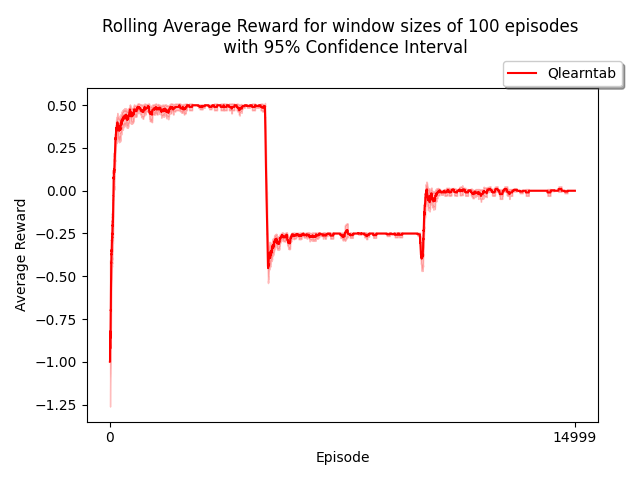 Rolling Average Reward for window sizes of 100 episodes
with 95% Confidence Interval
Qlearntab
0.50
0.25
0.00
−0.25
−0.50
−0.75
−1.00
−1.25
Average Reward
0
14999
Episode